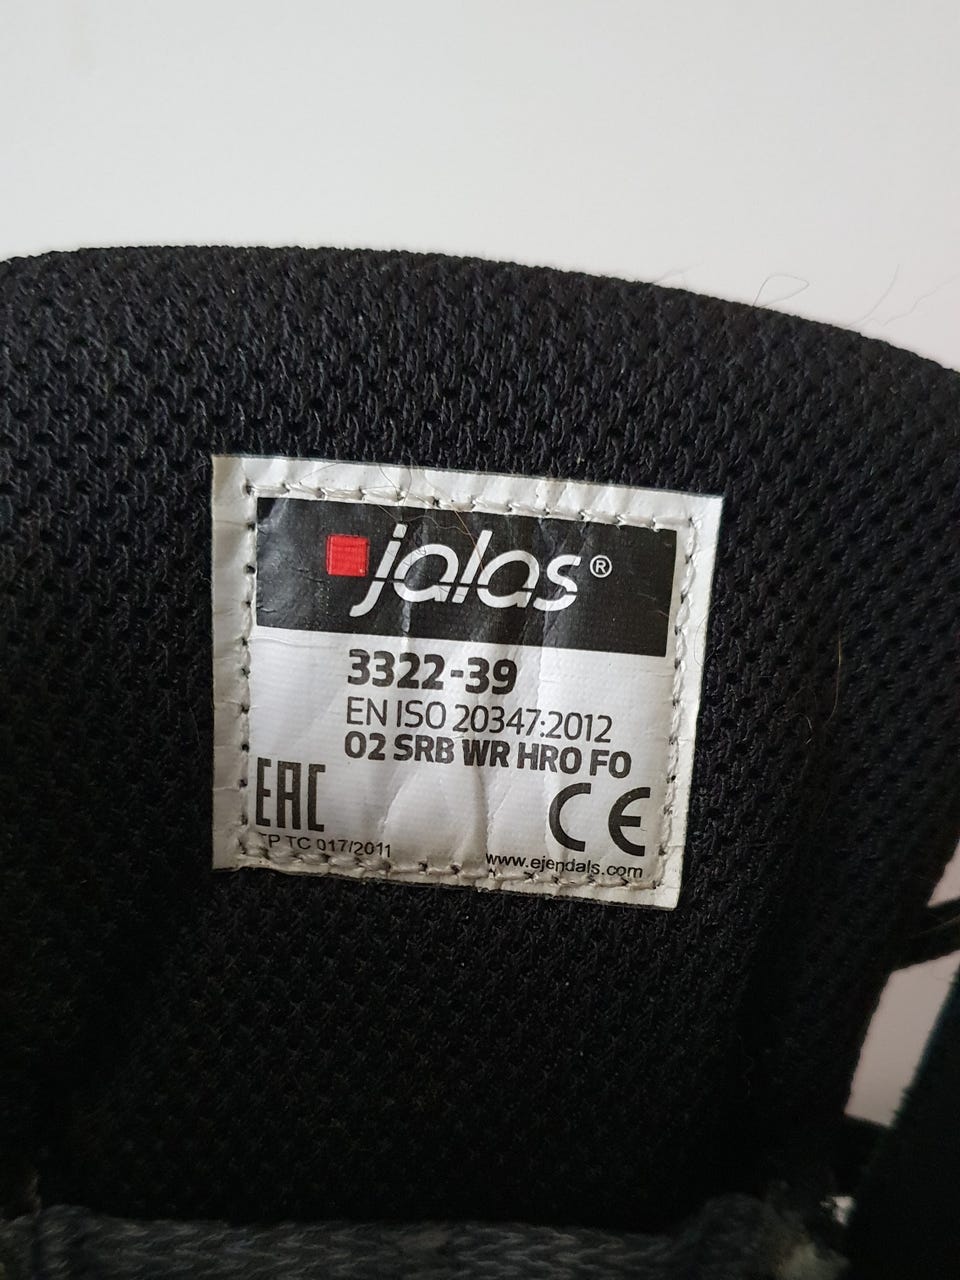 jalas®
3322-39
EN ISO 20347:2012
O2 SRB WR HRO FO
EAC
CE
TP TC 017/2011
www.ejendals.com